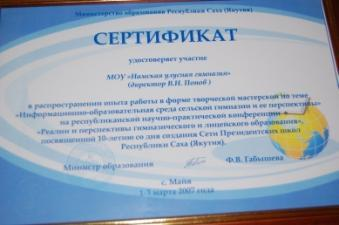 Министерство образования Республики Саха (Якутия)
СЕРТИФИКАТ
удостоверяет участие
МОУ «Намская улусная гимназия»
(директор В.Н. Попов )
в распространении опыта работы в форме творческой мастерской по теме
«Информационно-образовательная среда сельской гимназии и ее перспективы»
на республиканской научно-практической конференции
«Реалии и перспективы гимназического и лицейского образования»,
посвященной 10-летию со дня создания Сети Президентских школ
Республики Саха (Якутия).
Министр образования Ф.В. Габышева
с. Майя
1-3 марта 2007 года